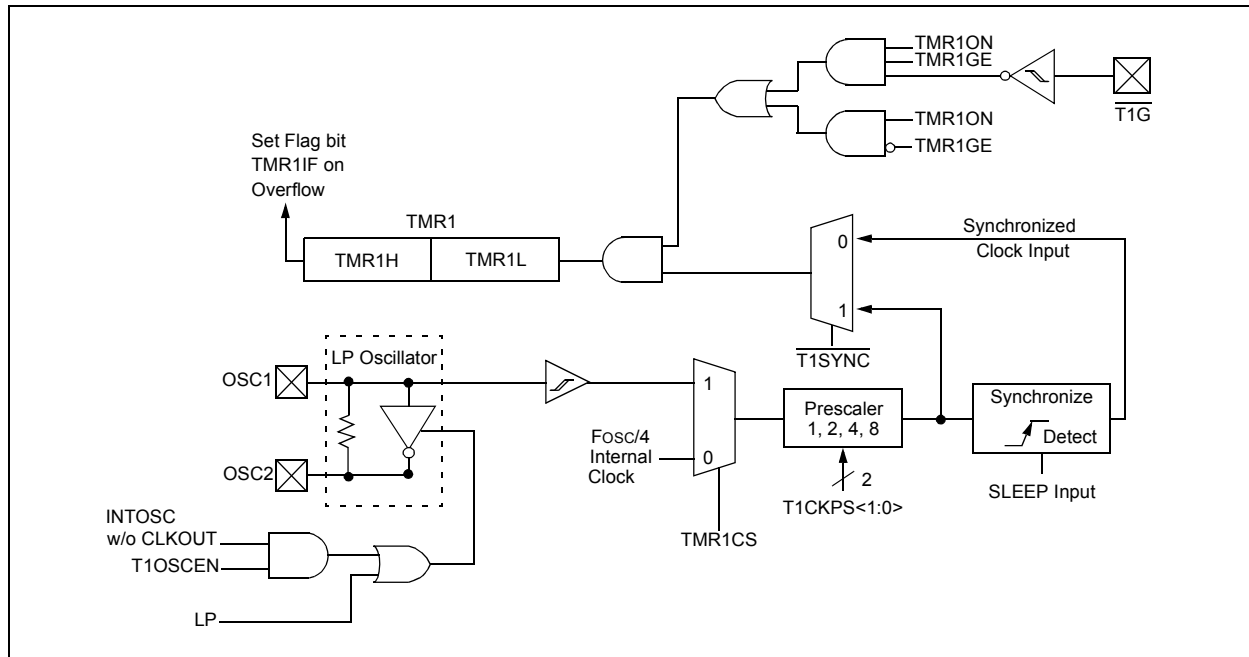 TMR1ON
TMR1GE
T1G
TMR1ON
TMR1GE
Set Flag bit
TMR1IF on
Overflow
TMR1
TMR1H
TMR1L
0
1
Synchronized
Clock Input
T1SYNC
LP Oscillator
OSC1
OSC2
1
0
FOSC/4
Internal
Clock
TMR1CS
Prescaler
1, 2, 4, 8
2
T1CKPS<1:0>
Synchronize
Detect
SLEEP Input
INTOSC
w/o CLKOUT
T1OSCEN
LP